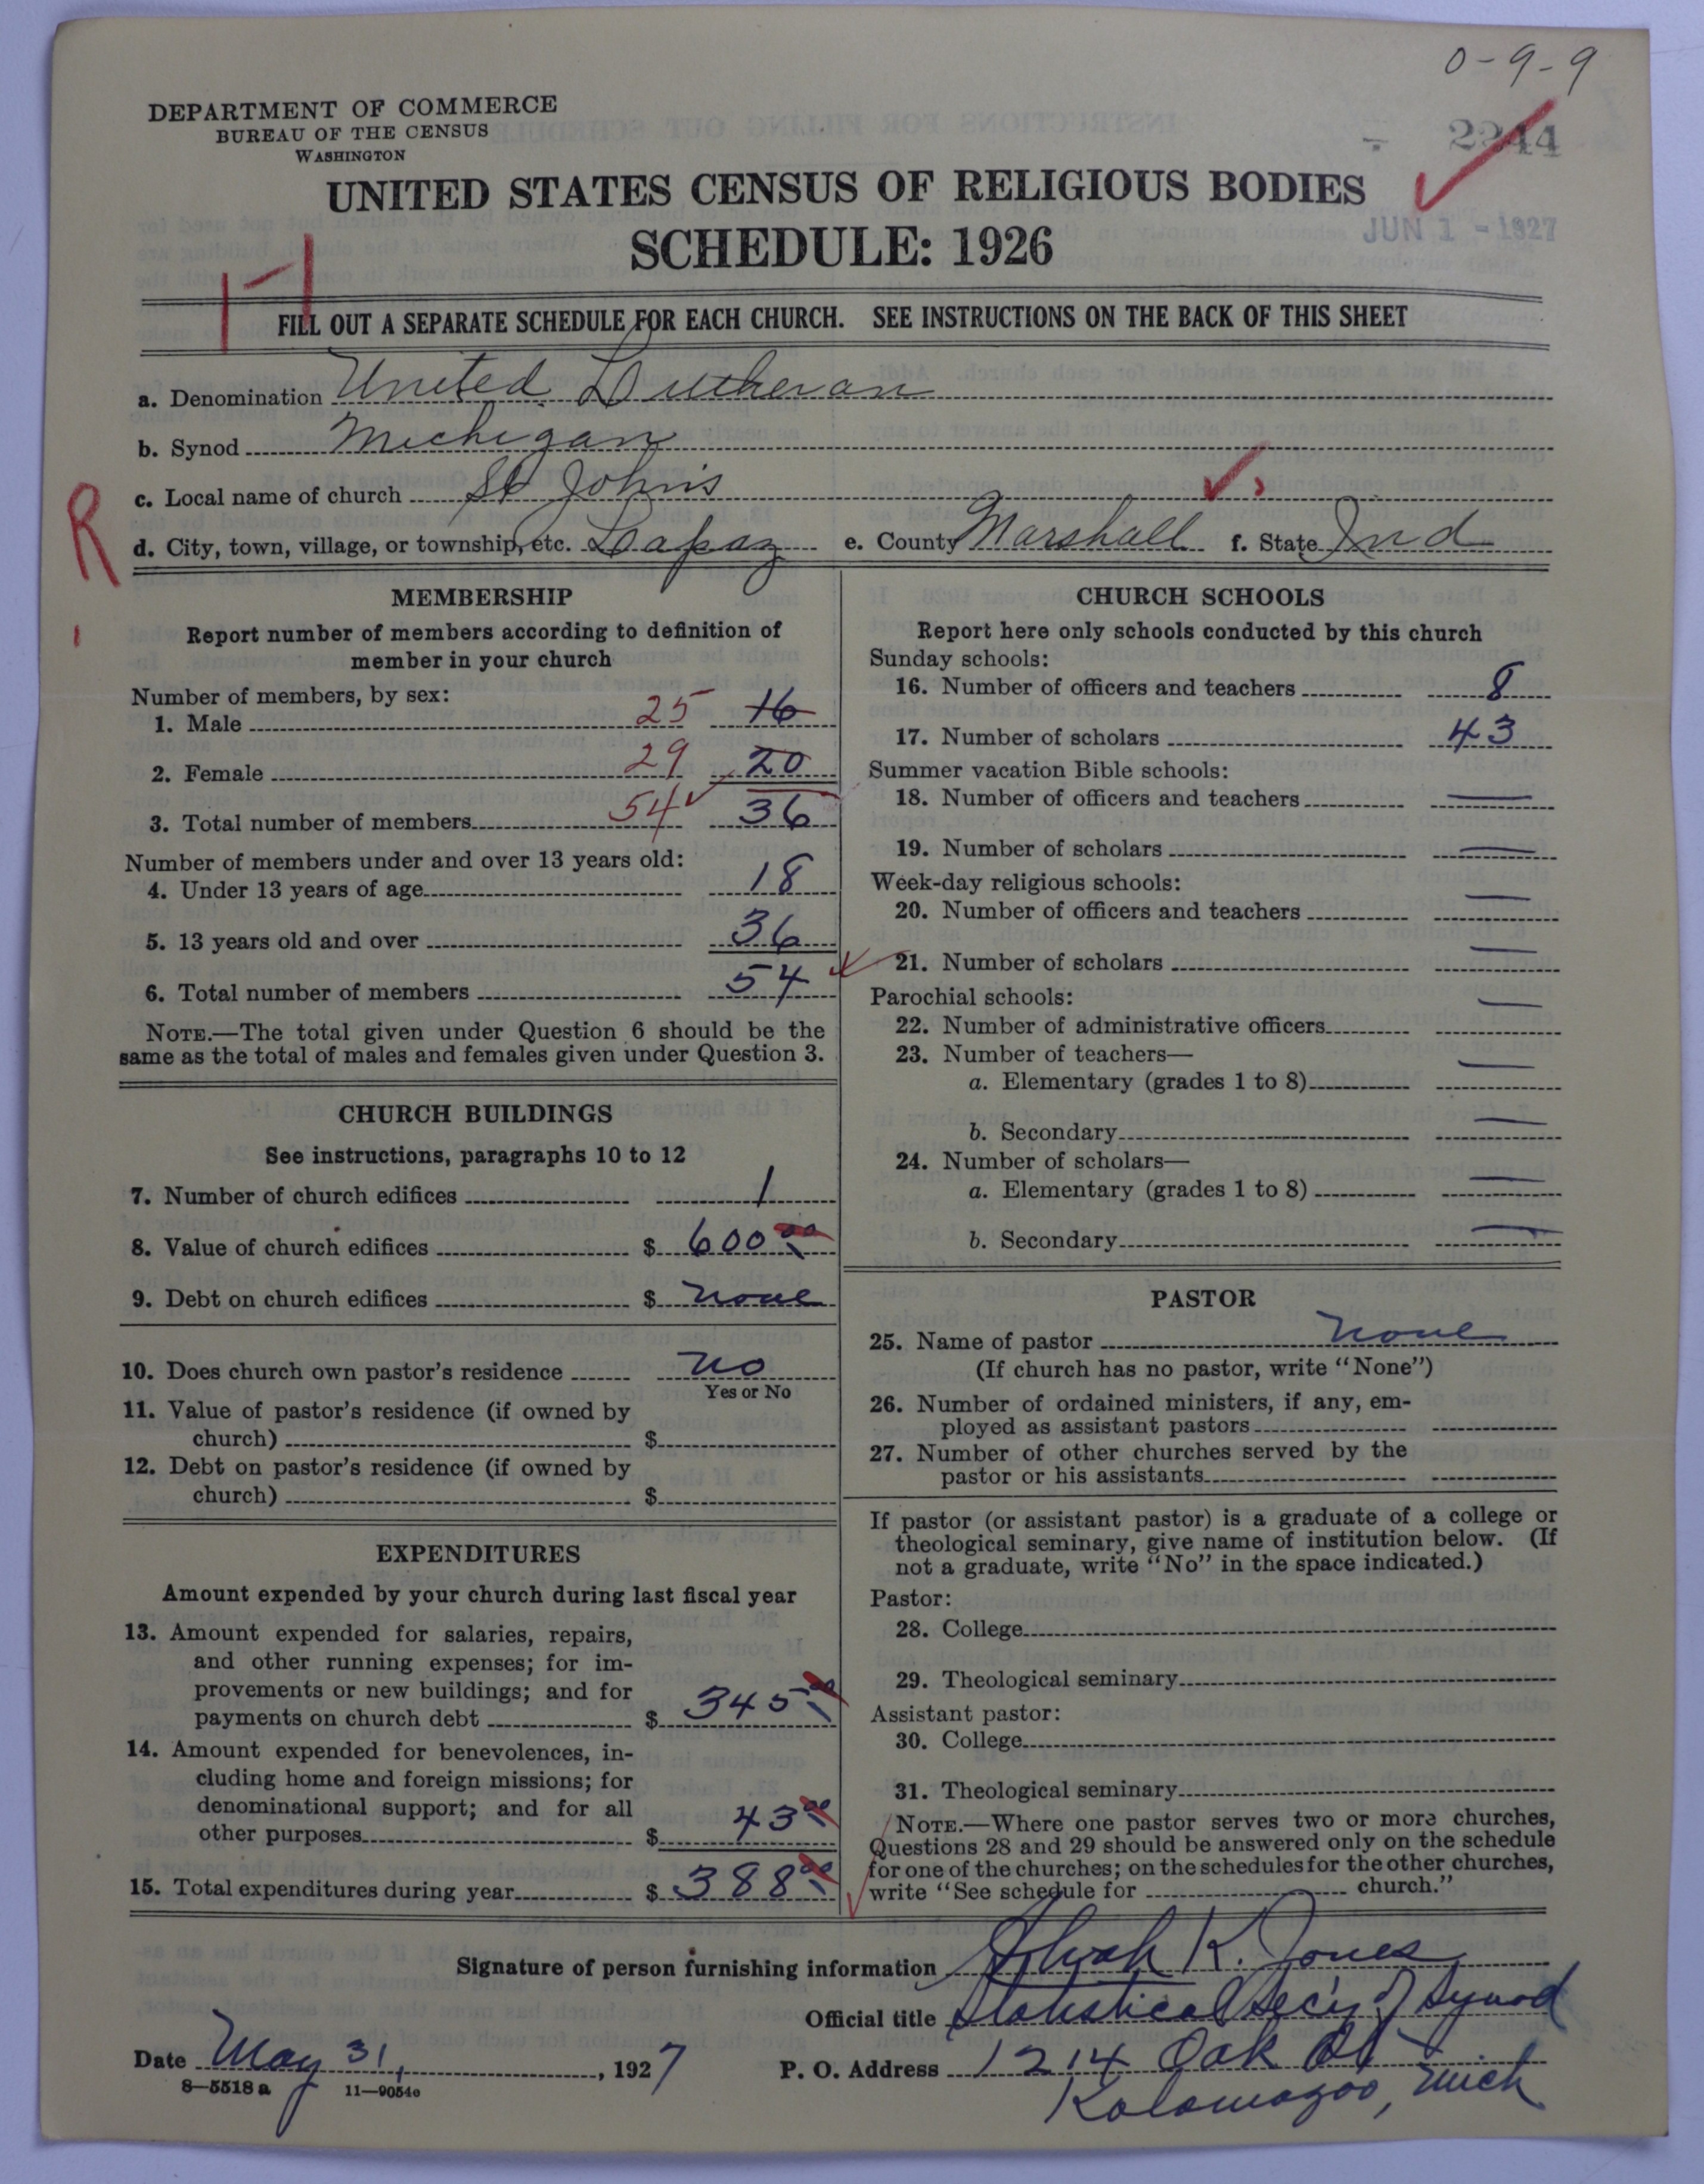 0-9-9
DEPARTMENT OF COMMERCE
BUREAU OF THE CENSUS
WASHINGTON
2244
UNITED STATES CENSUS OF RELIGIOUS BODIES
JUN 1 - 1927
SCHEDULE: 1926
FILL OUT A SEPARATE SCHEDULE FOR EACH CHURCH. SEE INSTRUCTIONS ON THE BACK OF THIS SHEET
a. Denomination United Lutheran
b. Synod Michigan
c. Local name of church St Johns
R
d. City, town, village, or township, etc. Lapaz e. County Marshall f. State Ind
MEMBERSHIP
Report number of members according to definition of
member in your church
Number of members, by sex:
1. Male 25 16
2. Female 29 20
3. Total number of members 54 36
Number of members under and over 13 years old:
4. Under 13 years of age 18
5. 13 years old and over 36
6. Total number of members 54
NOTE.—The total given under Question 6 should be the
same as the total of males and females given under Question 3.
CHURCH BUILDINGS
See instructions, paragraphs 10 to 12
7. Number of church edifices 1
8. Value of church edifices $ 600 00
9. Debt on church edifices $ none
10. Does church own pastor's residence no
Yes or No
11. Value of pastor's residence (if owned by
church) $
12. Debt on pastor's residence (if owned by
church) $
EXPENDITURES
Amount expended by your church during last fiscal year
13. Amount expended for salaries, repairs,
and other running expenses; for im-
provements or new buildings; and for
payments on church debt $ 345 00
14. Amount expended for benevolences, in-
cluding home and foreign missions; for
denominational support; and for all
other purposes $ 43 00
15. Total expenditures during year $ 388 00
CHURCH SCHOOLS
Report here only schools conducted by this church
Sunday schools:
16. Number of officers and teachers 8
17. Number of scholars 43
Summer vacation Bible schools:
18. Number of officers and teachers —
19. Number of scholars —
Week-day religious schools:
20. Number of officers and teachers —
21. Number of scholars —
Parochial schools:
22. Number of administrative officers —
23. Number of teachers—
a. Elementary (grades 1 to 8) —
b. Secondary —
24. Number of scholars—
a. Elementary (grades 1 to 8) —
b. Secondary —
PASTOR
25. Name of pastor none
(If church has no pastor, write "None")
26. Number of ordained ministers, if any, em-
ployed as assistant pastors
27. Number of other churches served by the
pastor or his assistants
If pastor (or assistant pastor) is a graduate of a college or
theological seminary, give name of institution below. (If
not a graduate, write "No" in the space indicated.)
Pastor:
28. College
29. Theological seminary
Assistant pastor:
30. College
31. Theological seminary
NOTE.—Where one pastor serves two or more churches,
Questions 28 and 29 should be answered only on the schedule
for one of the churches; on the schedules for the other churches,
write "See schedule for church."
Signature of person furnishing information Alvah K. Jones
Official title Statistical Sec'y of Synod
Date May 31, 1927 P. O. Address 1214 Oak St
8—5518 a 11—9054e
Kalamazoo, Mich